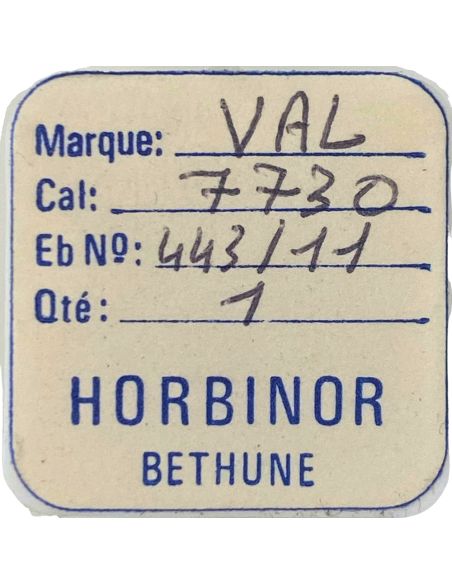 Marque: VAL
Cal: 7730
Eb Nº: 443/11
Qté: 1
HORBINOR
BETHUNE